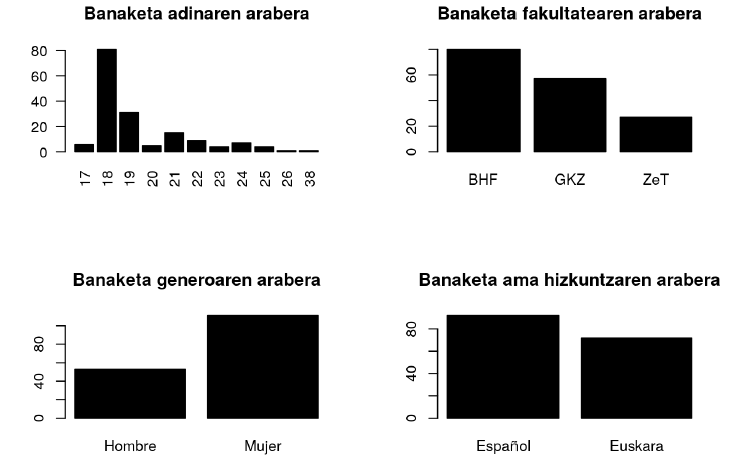 Banaketa adinaren arabera
80
60
40
20
0
17 18 19 20 21 22 23 24 25 26 38
Banaketa fakultatearen arabera
60
20
0
BHF GKZ ZeT
Banaketa generoaren arabera
80
40
0
Hombre Mujer
Banaketa ama hizkuntzaren arabera
80
40
0
Español Euskara